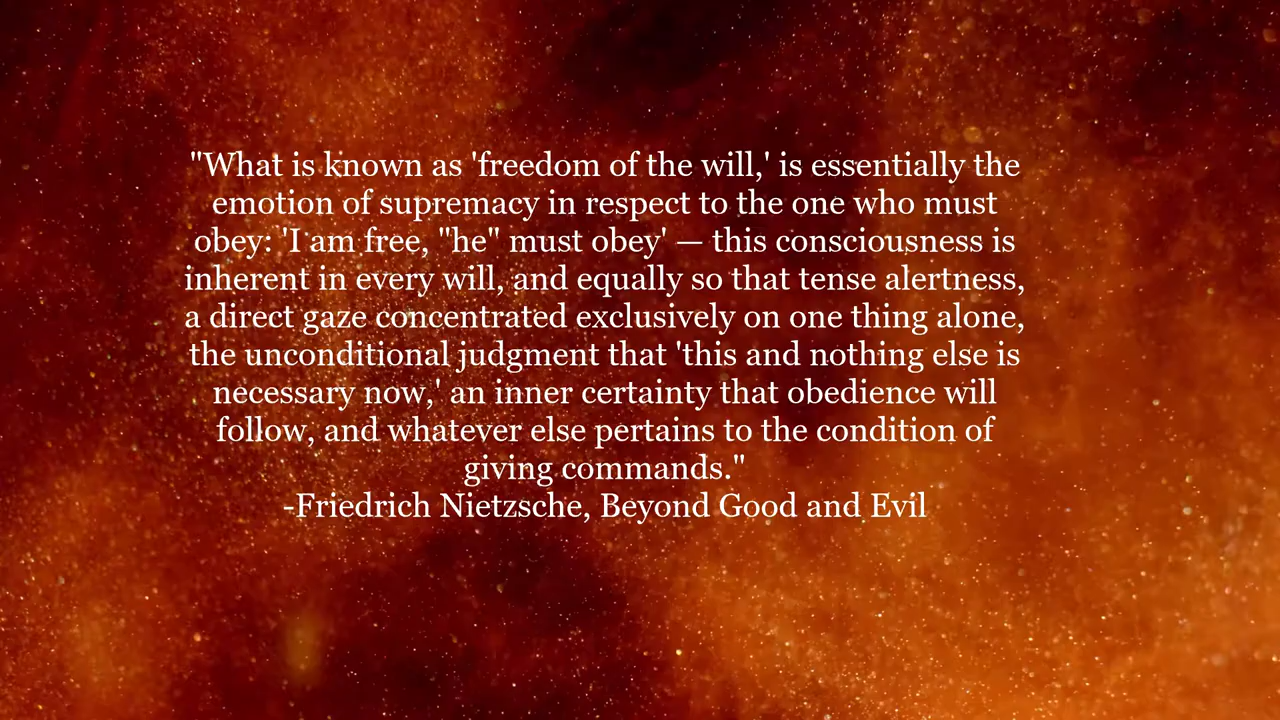 "What is known as 'freedom of the will,' is essentially the
emotion of supremacy in respect to the one who must
obey: 'I am free, "he" must obey' — this consciousness is
inherent in every will, and equally so that tense alertness,
a direct gaze concentrated exclusively on one thing alone,
the unconditional judgment that 'this and nothing else is
necessary now,' an inner certainty that obedience will
follow, and whatever else pertains to the condition of
giving commands."
-Friedrich Nietzsche, Beyond Good and Evil